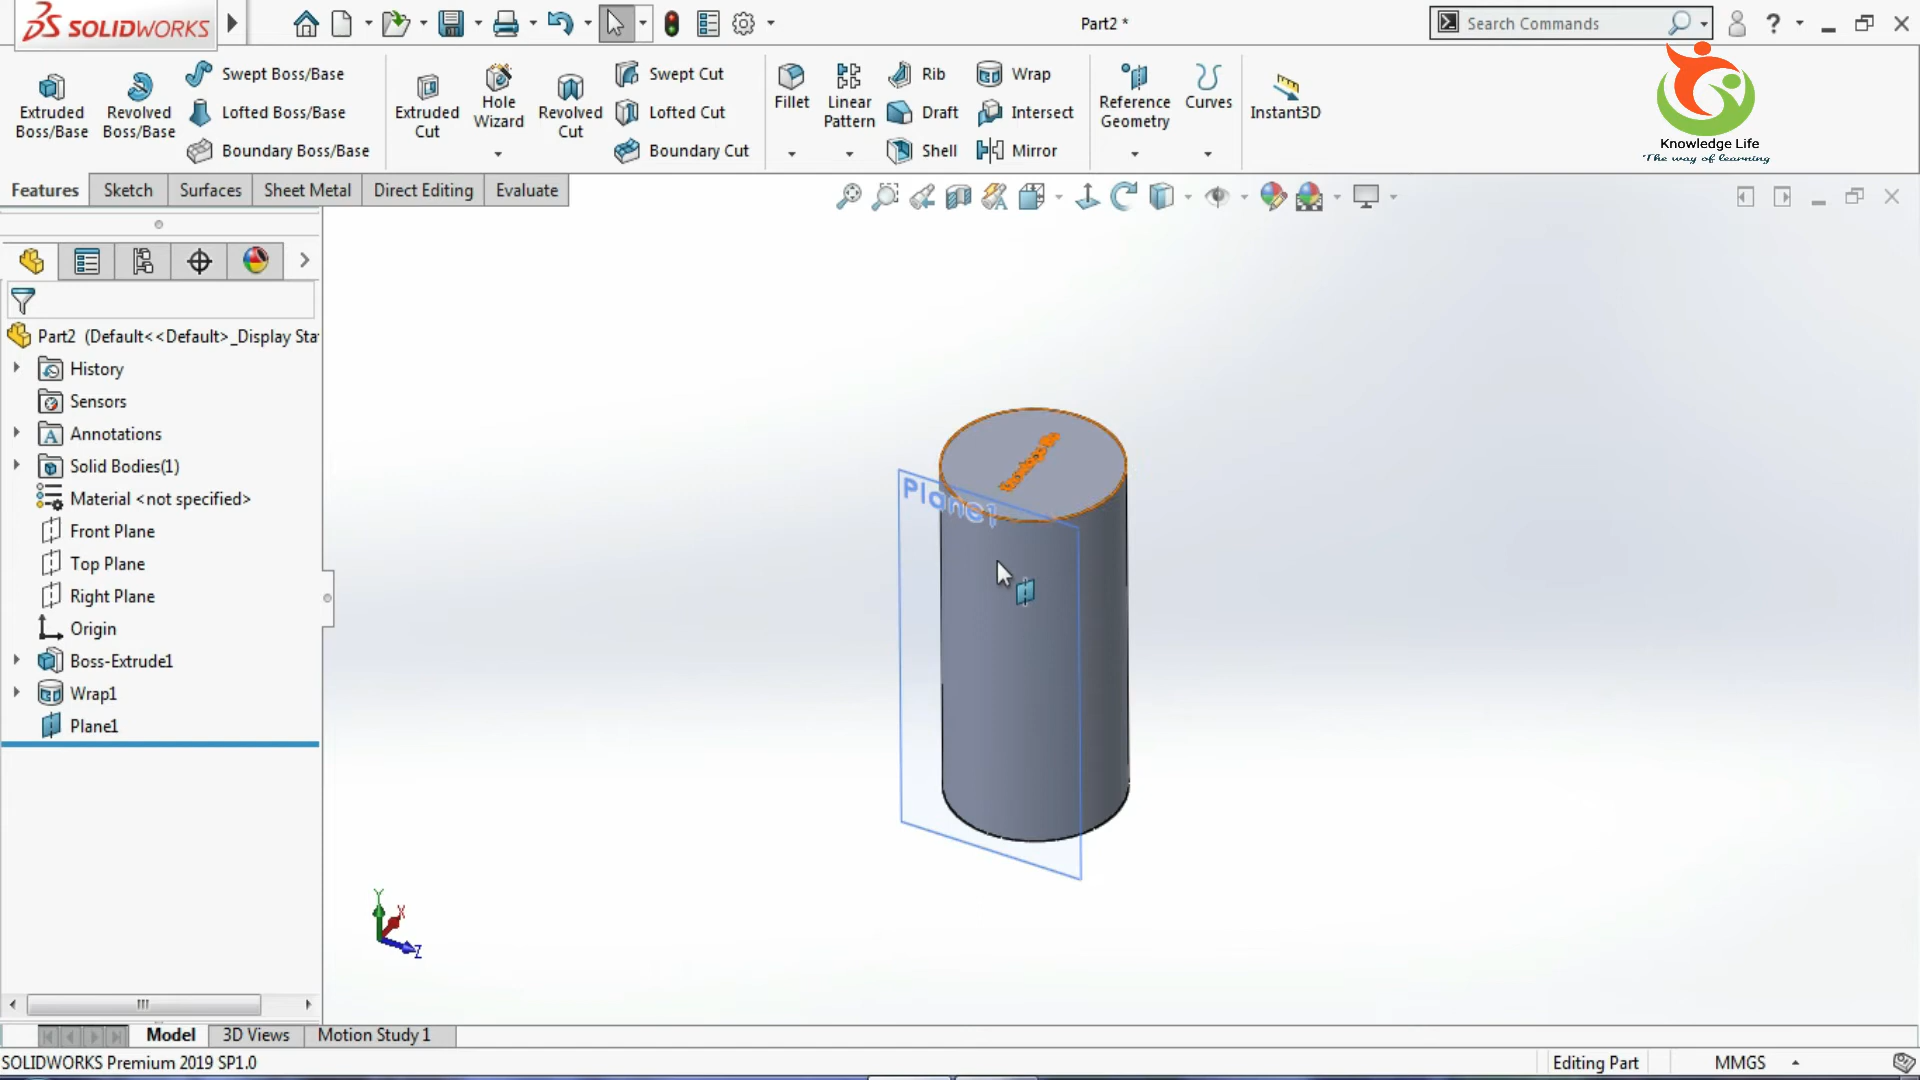 SOLIDWORKS
Part2 *
Search Commands
Extruded Boss/Base
Revolved Boss/Base
Swept Boss/Base
Lofted Boss/Base
Boundary Boss/Base
Extruded Cut
Hole Wizard
Revolved Cut
Swept Cut
Lofted Cut
Boundary Cut
Fillet
Linear Pattern
Rib
Draft
Shell
Wrap
Intersect
Mirror
Reference Geometry
Curves
Instant3D
Knowledge Life
The way of learning
Features
Sketch
Surfaces
Sheet Metal
Direct Editing
Evaluate
Part2 (Default<<Default>_Display Sta
History
Sensors
Annotations
Solid Bodies(1)
Material <not specified>
Front Plane
Top Plane
Right Plane
Origin
Boss-Extrude1
Wrap1
Plane1
Plane1
Y
X
Z
Model
3D Views
Motion Study 1
SOLIDWORKS Premium 2019 SP1.0
Editing Part
MMGS